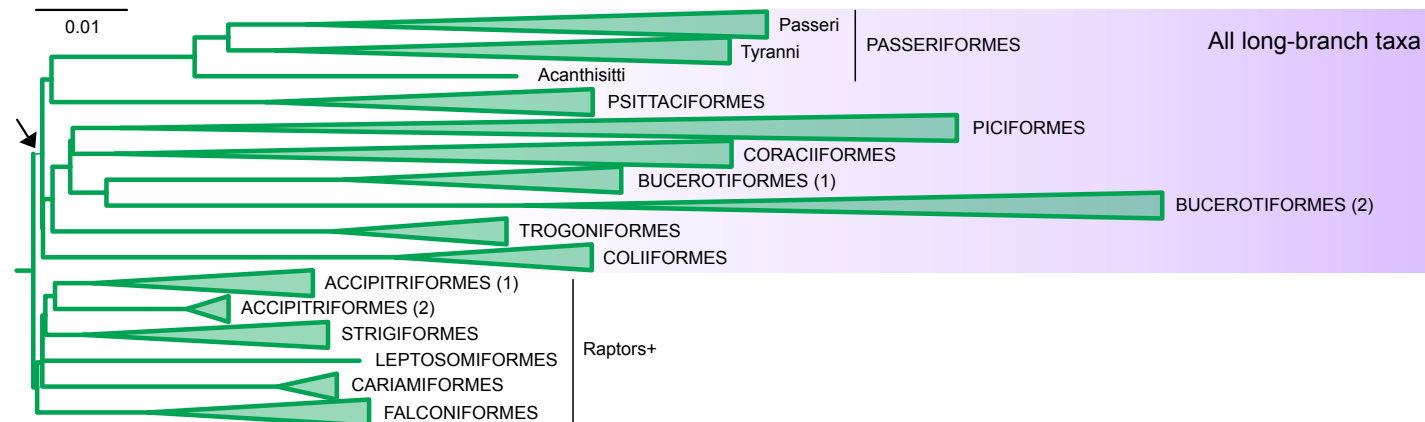 0.01
Passeri
Tyranni
PASSERIFORMES
All long-branch taxa
Acanthisitti
PSITTACIFORMES
PICIFORMES
CORACIIFORMES
BUCEROTIFORMES (1)
BUCEROTIFORMES (2)
TROGONIFORMES
COLIIFORMES
ACCIPITRIFORMES (1)
ACCIPITRIFORMES (2)
STRIGIFORMES
Raptors+
LEPTOSOMIFORMES
CARIAMIFORMES
FALCONIFORMES